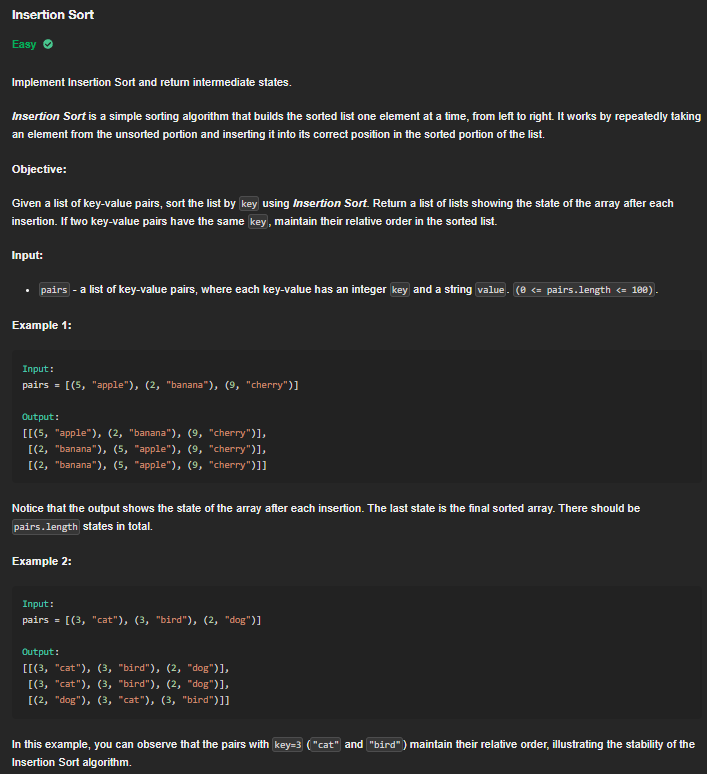 Insertion Sort
Easy
Implement Insertion Sort and return intermediate states.
Insertion Sort is a simple sorting algorithm that builds the sorted list one element at a time, from left to right. It works by repeatedly taking
an element from the unsorted portion and inserting it into its correct position in the sorted portion of the list.
Objective:
Given a list of key-value pairs, sort the list by key using Insertion Sort. Return a list of lists showing the state of the array after each
insertion. If two key-value pairs have the same key, maintain their relative order in the sorted list.
Input:
• pairs - a list of key-value pairs, where each key-value has an integer key and a string value. (0 <= pairs.length <= 100).
Example 1:
Input:
pairs = [(5, "apple"), (2, "banana"), (9, "cherry")]
Output:
[[(5, "apple"), (2, "banana"), (9, "cherry")],
[(2, "banana"), (5, "apple"), (9, "cherry")],
[(2, "banana"), (5, "apple"), (9, "cherry")]]
Notice that the output shows the state of the array after each insertion. The last state is the final sorted array. There should be
pairs.length states in total.
Example 2:
Input:
pairs = [(3, "cat"), (3, "bird"), (2, "dog")]
Output:
[[(3, "cat"), (3, "bird"), (2, "dog")],
[(3, "cat"), (3, "bird"), (2, "dog")],
[(2, "dog"), (3, "cat"), (3, "bird")]]
In this example, you can observe that the pairs with key=3 ("cat" and "bird") maintain their relative order, illustrating the stability of the
Insertion Sort algorithm.